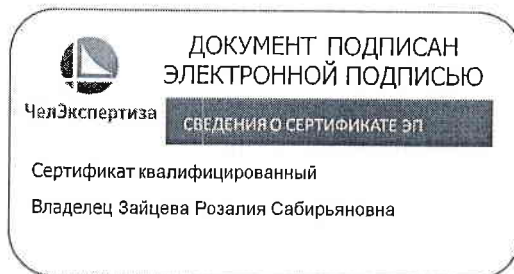 ДОКУМЕНТ ПОДПИСАН
ЭЛЕКТРОННОЙ ПОДПИСЬЮ
ЧелЭкспертиза
СВЕДЕНИЯ О СЕРТИФИКАТЕ ЭП
Сертификат квалифицированный
Владелец Зайцева Розалия Сабирьяновна